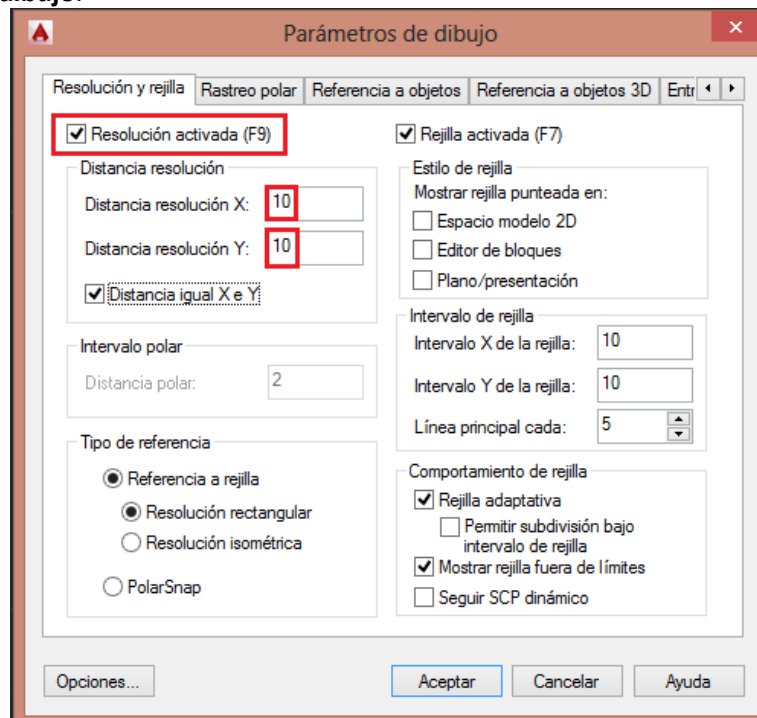 Parámetros de dibujo
Resolución y rejilla Rastreo polar Referencia a objetos Referencia a objetos 3D Entr
Resolución activada (F9)
Distancia resolución
Distancia resolución X: 10
Distancia resolución Y: 10
Distancia igual X e Y
Intervalo polar
Distancia polar: 2
Tipo de referencia
Referencia a rejilla
Resolución rectangular
Resolución isométrica
PolarSnap
Rejilla activada (F7)
Estilo de rejilla
Mostrar rejilla punteada en:
Espacio modelo 2D
Editor de bloques
Plano/presentación
Intervalo de rejilla
Intervalo X de la rejilla: 10
Intervalo Y de la rejilla: 10
Línea principal cada: 5
Comportamiento de rejilla
Rejilla adaptativa
Permitir subdivisión bajo
intervalo de rejilla
Mostrar rejilla fuera de límites
Seguir SCP dinámico
Opciones... Aceptar Cancelar Ayuda